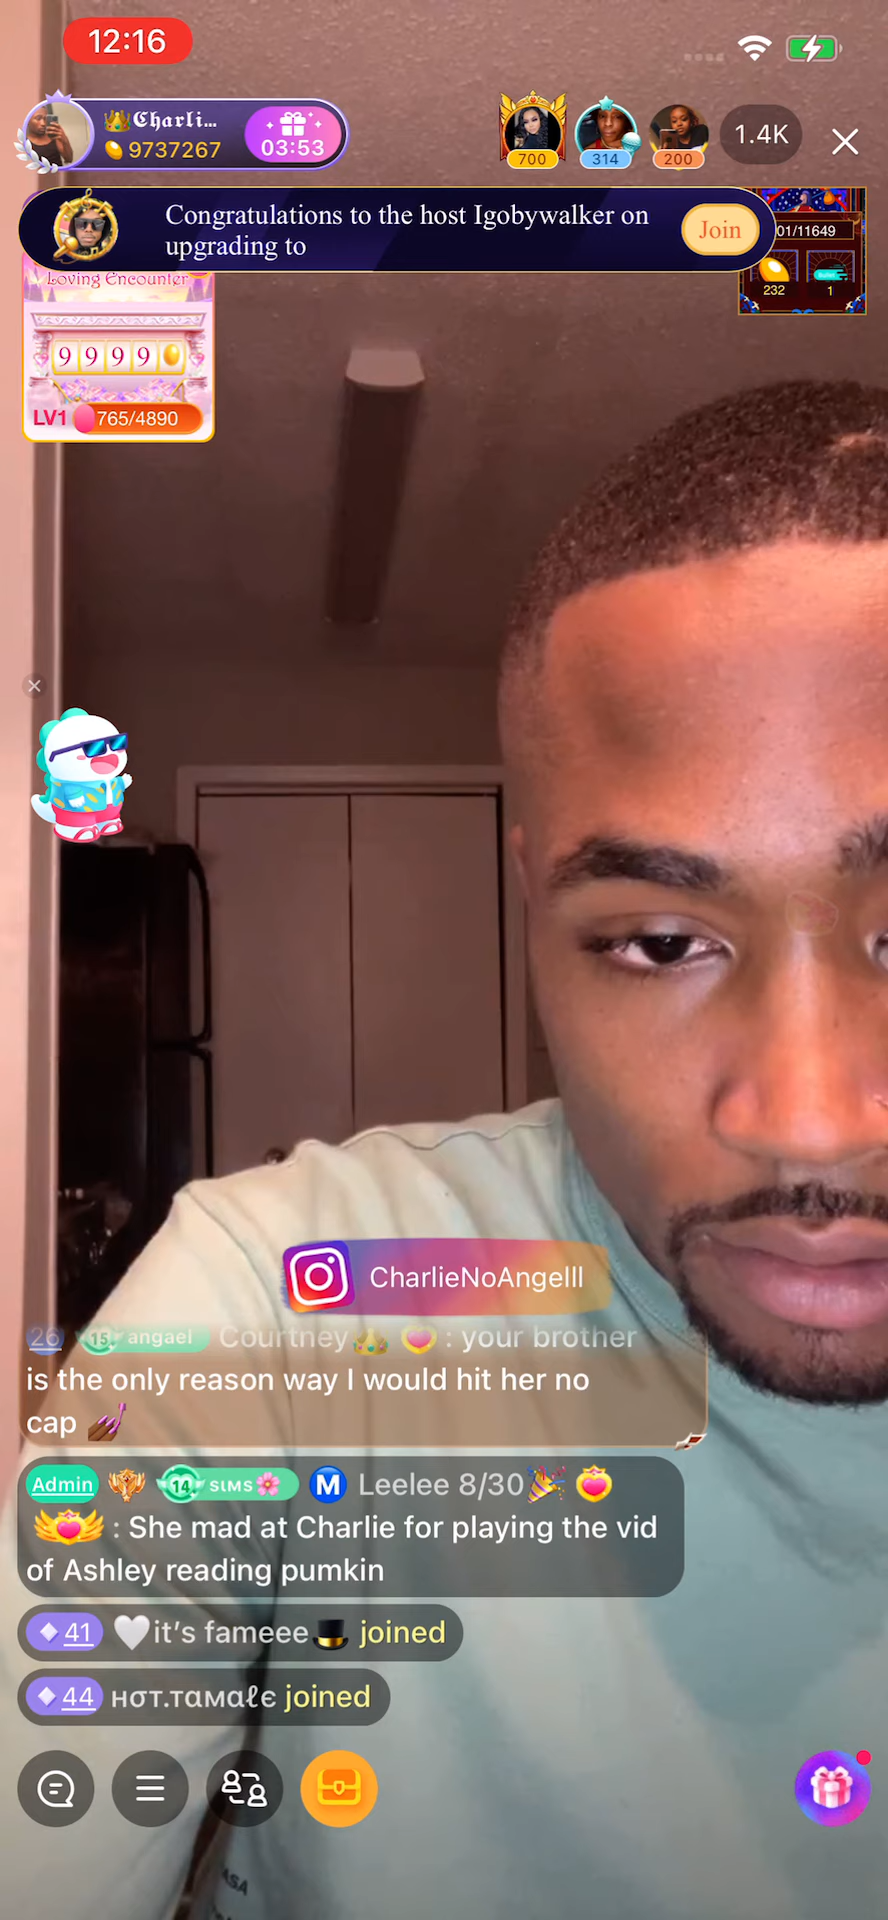 12:16
👑𝕮𝖍𝖆𝖗𝖑𝖎...
9737267
03:53
700
314
200
1.4K
Congratulations to the host Igobywalker on
upgrading to
Join
01/11649
232
1
Loving Encounter
9 9 9 9
LV1 765/4890
CharlieNoAngelll
26 15 angael Courtney👑 💗 : your brother
is the only reason way I would hit her no
cap 💅🏾
Admin 14 sιмs🌸 Ⓜ️ Leelee 8/30🎉
: She mad at Charlie for playing the vid
of Ashley reading pumkin
41 🤍it's fameee🎩 joined
44 нσт.тαмαℓє joined